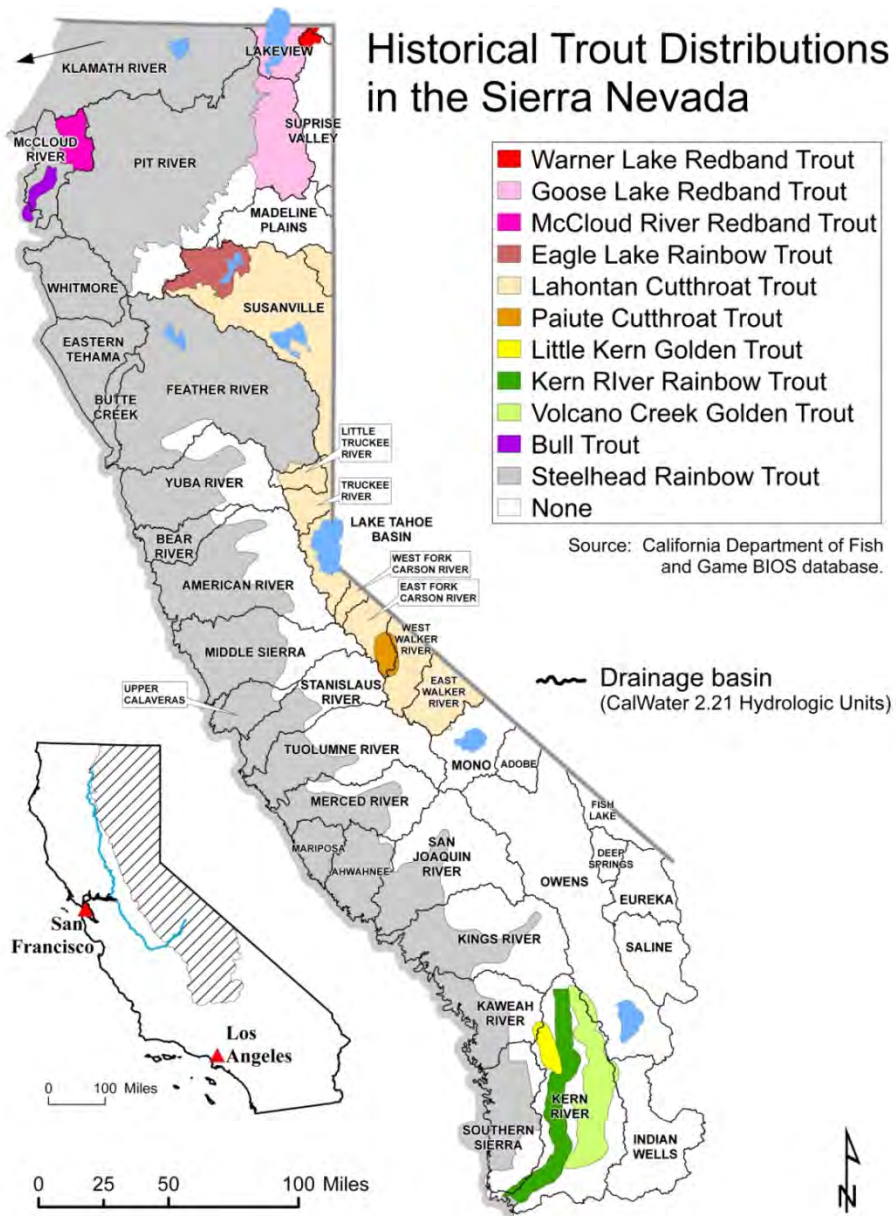 Historical Trout Distributions
in the Sierra Nevada
Warner Lake Redband Trout
Goose Lake Redband Trout
McCloud River Redband Trout
Eagle Lake Rainbow Trout
Lahontan Cutthroat Trout
Paiute Cutthroat Trout
Little Kern Golden Trout
Kern RIver Rainbow Trout
Volcano Creek Golden Trout
Bull Trout
Steelhead Rainbow Trout
None
Source: California Department of Fish
and Game BIOS database.
Drainage basin
(CalWater 2.21 Hydrologic Units)
KLAMATH RIVER
LAKEVIEW
McCLOUD
RIVER
PIT RIVER
SUPRISE
VALLEY
MADELINE
PLAINS
WHITMORE
SUSANVILLE
EASTERN
TEHAMA
BUTTE
CREEK
FEATHER RIVER
LITTLE
TRUCKEE
RIVER
YUBA RIVER
TRUCKEE
RIVER
BEAR
RIVER
LAKE TAHOE
BASIN
AMERICAN RIVER
WEST FORK
CARSON RIVER
EAST FORK
CARSON RIVER
MIDDLE SIERRA
WEST
WALKER
RIVER
UPPER
CALAVERAS
STANISLAUS
RIVER
EAST
WALKER
RIVER
TUOLUMNE RIVER
MONO
ADOBE
MERCED RIVER
FISH
LAKE
MARIPOSA
AHWAHNEE
SAN
JOAQUIN
RIVER
DEEP
SPRINGS
OWENS
EUREKA
KINGS RIVER
SALINE
KAWEAH
RIVER
KERN
RIVER
SOUTHERN
SIERRA
INDIAN
WELLS
San
Francisco
Los
Angeles
0 100 Miles
0 25 50 100 Miles
N